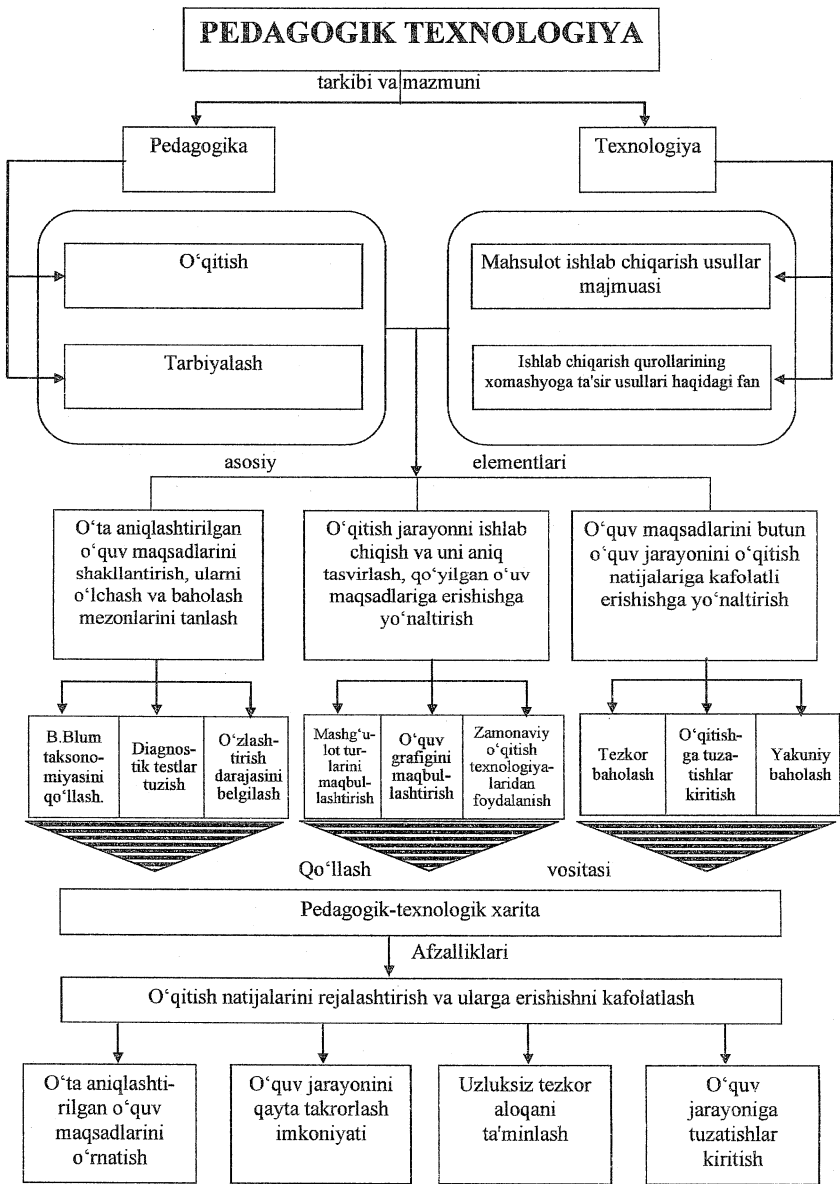 PEDAGOGIK TEXNOLOGIYA
tarkibi va mazmuni
Pedagogika
Texnologiya
O‘qitish
Tarbiyalash
Mahsulot ishlab chiqarish usullar
majmuasi
Ishlab chiqarish qurollarining
xomashyoga ta'sir usullari haqidagi fan
asosiy elementlari
O‘ta aniqlashtirilgan
o‘quv maqsadlarini
shakllantirish, ularni
o‘lchash va baholash
mezonlarini tanlash
O‘qitish jarayonni ishlab
chiqish va uni aniq
tasvirlash, qo‘yilgan o‘uv
maqsadlariga erishishga
yo‘naltirish
O‘quv maqsadlarini butun
o‘quv jarayonini o‘qitish
natijalariga kafolatli
erishishga yo‘naltirish
B.Blum
taksono-
miyasini
qo‘llash.
Diagnos-
tik testlar
tuzish
O‘zlash-
tirish
darajasini
belgilash
Mashg‘u-
lot tur-
larini
maqbul-
lashtirish
O‘quv
grafigini
maqbul-
lashtirish
Zamonaviy
o‘qitish
texnologiya-
laridan
foydalanish
Tezkor
baholash
O‘qitish-
ga tuza-
tishlar
kiritish
Yakuniy
baholash
Qo‘llash vositasi
Pedagogik-texnologik xarita
Afzalliklari
O‘qitish natijalarini rejalashtirish va ularga erishishni kafolatlash
O‘ta aniqlashti-
rilgan o‘quv
maqsadlarini
o‘rnatish
O‘quv jarayonini
qayta takrorlash
imkoniyati
Uzluksiz tezkor
aloqani
ta'minlash
O‘quv
jarayoniga
tuzatishlar
kiritish